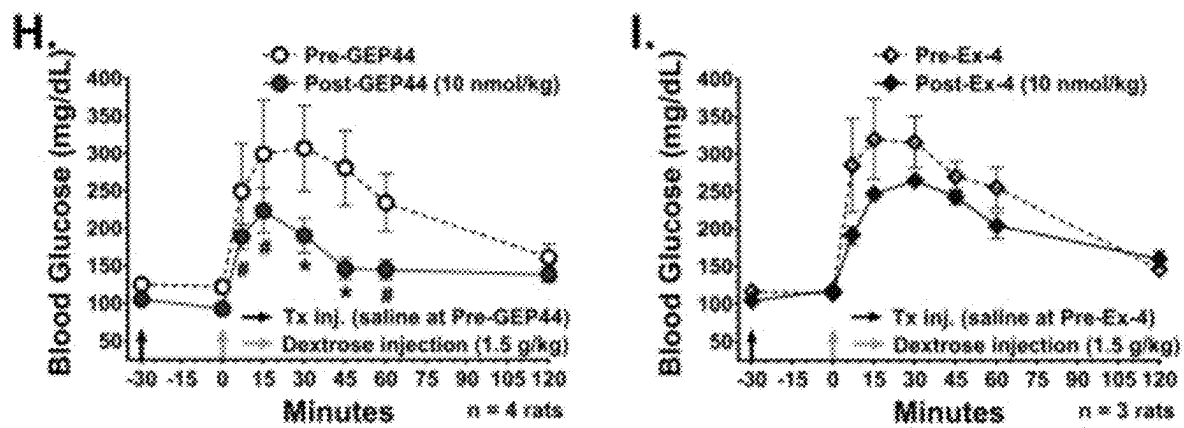 H.
Pre-GEP44
Post-GEP44 (10 nmol/kg)
Blood Glucose (mg/dL)
400
350
300
250
200
150
100
50
# # * * #
Tx inj. (saline at Pre-GEP44)
Dextrose injection (1.5 g/kg)
-30 -15 0 15 30 45 60 75 90 105 120
Minutes
n = 4 rats
I.
Pre-Ex-4
Post-Ex-4 (10 nmol/kg)
Blood Glucose (mg/dL)
400
350
300
250
200
150
100
50
Tx inj. (saline at Pre-Ex-4)
Dextrose injection (1.5 g/kg)
-30 -15 0 15 30 45 60 75 90 105 120
Minutes
n = 3 rats